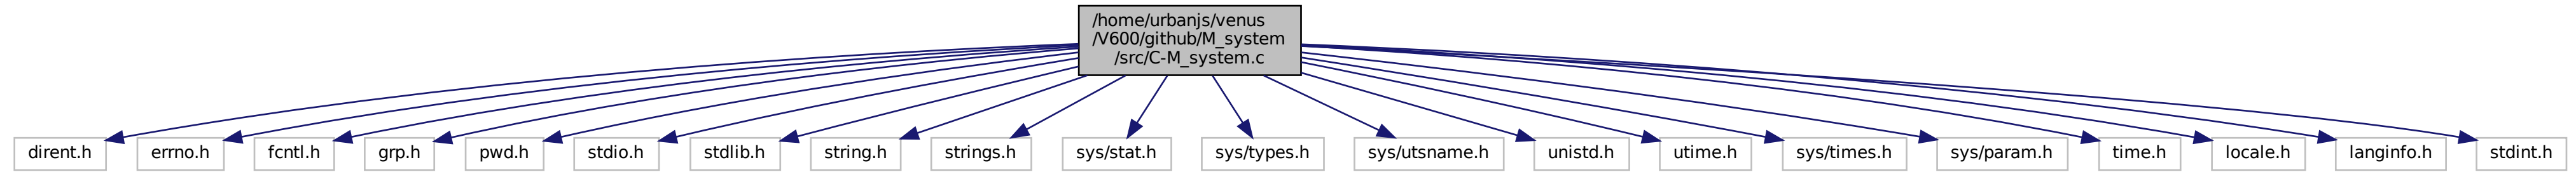 /home/urbanjs/venus
/V600/github/M_system
/src/C-M_system.c
dirent.h
errno.h
fcntl.h
grp.h
pwd.h
stdio.h
stdlib.h
string.h
strings.h
sys/stat.h
sys/types.h
sys/utsname.h
unistd.h
utime.h
sys/times.h
sys/param.h
time.h
locale.h
langinfo.h
stdint.h